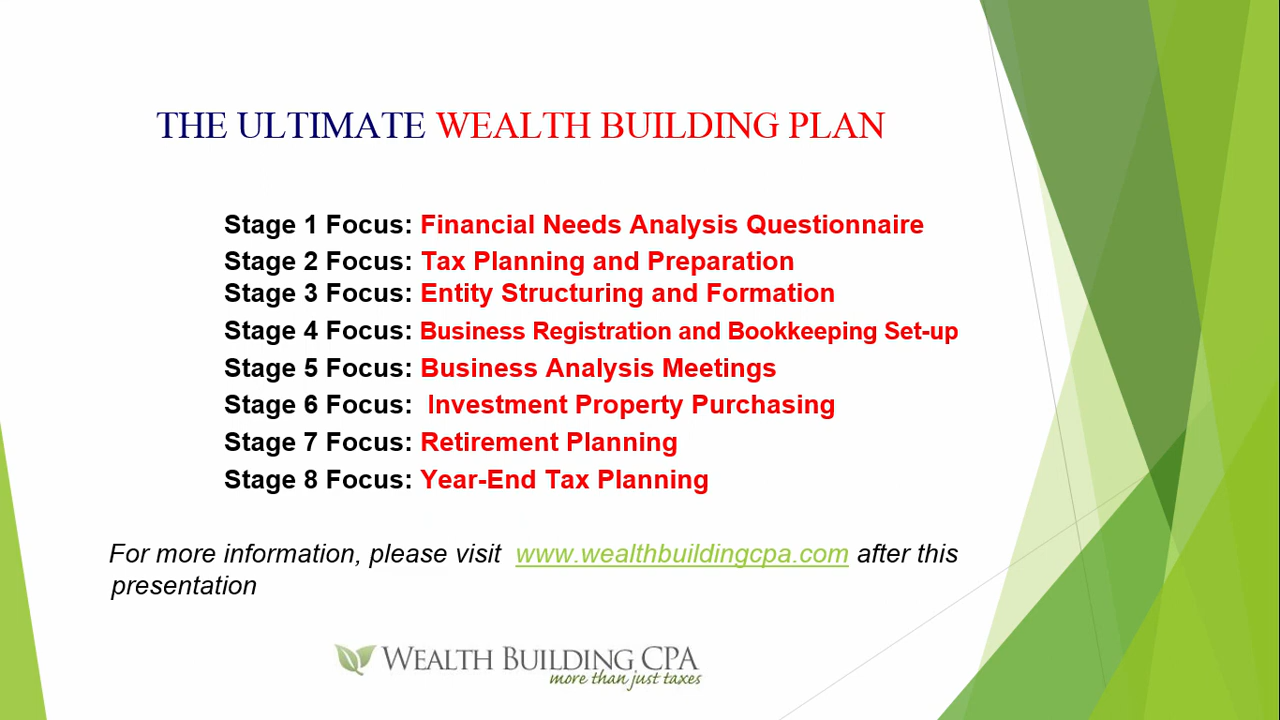 THE ULTIMATE WEALTH BUILDING PLAN
Stage 1 Focus: Financial Needs Analysis Questionnaire
Stage 2 Focus: Tax Planning and Preparation
Stage 3 Focus: Entity Structuring and Formation
Stage 4 Focus: Business Registration and Bookkeeping Set-up
Stage 5 Focus: Business Analysis Meetings
Stage 6 Focus: Investment Property Purchasing
Stage 7 Focus: Retirement Planning
Stage 8 Focus: Year-End Tax Planning
For more information, please visit www.wealthbuildingcpa.com after this
presentation
WEALTH BUILDING CPA
more than just taxes